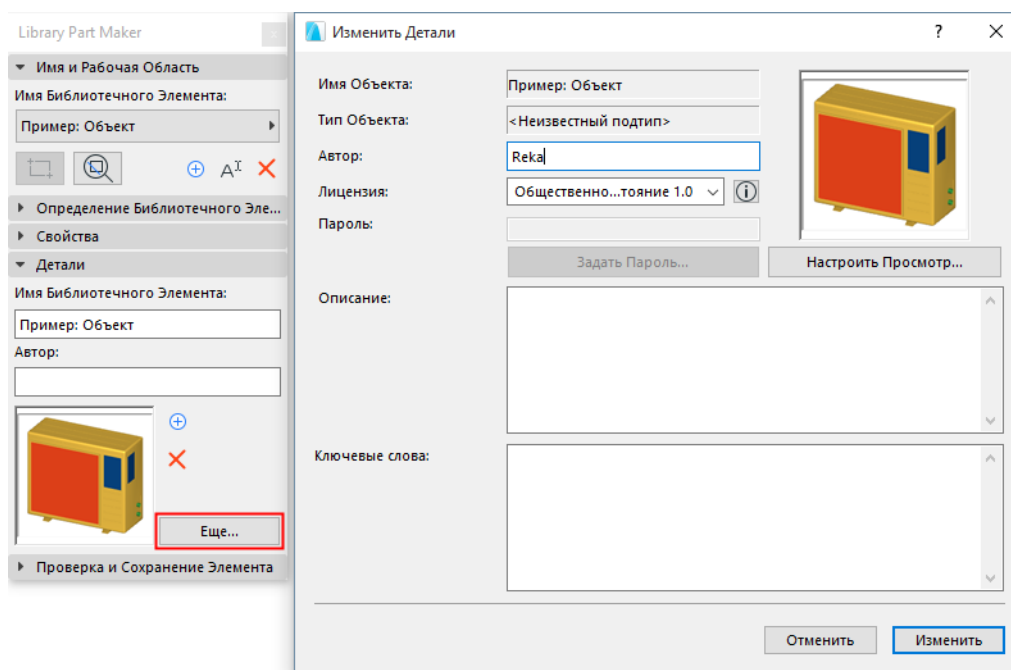 Library Part Maker
Имя и Рабочая Область
Имя Библиотечного Элемента:
Пример: Объект
A
Определение Библиотечного Эле...
Свойства
Детали
Имя Библиотечного Элемента:
Пример: Объект
Автор:
Еще...
Проверка и Сохранение Элемента
Изменить Детали
?
Имя Объекта:
Пример: Объект
Тип Объекта:
<Неизвестный подтип>
Автор:
Reka
Лицензия:
Общественно...тояние 1.0
Пароль:
Задать Пароль...
Настроить Просмотр...
Описание:
Ключевые слова:
Отменить
Изменить